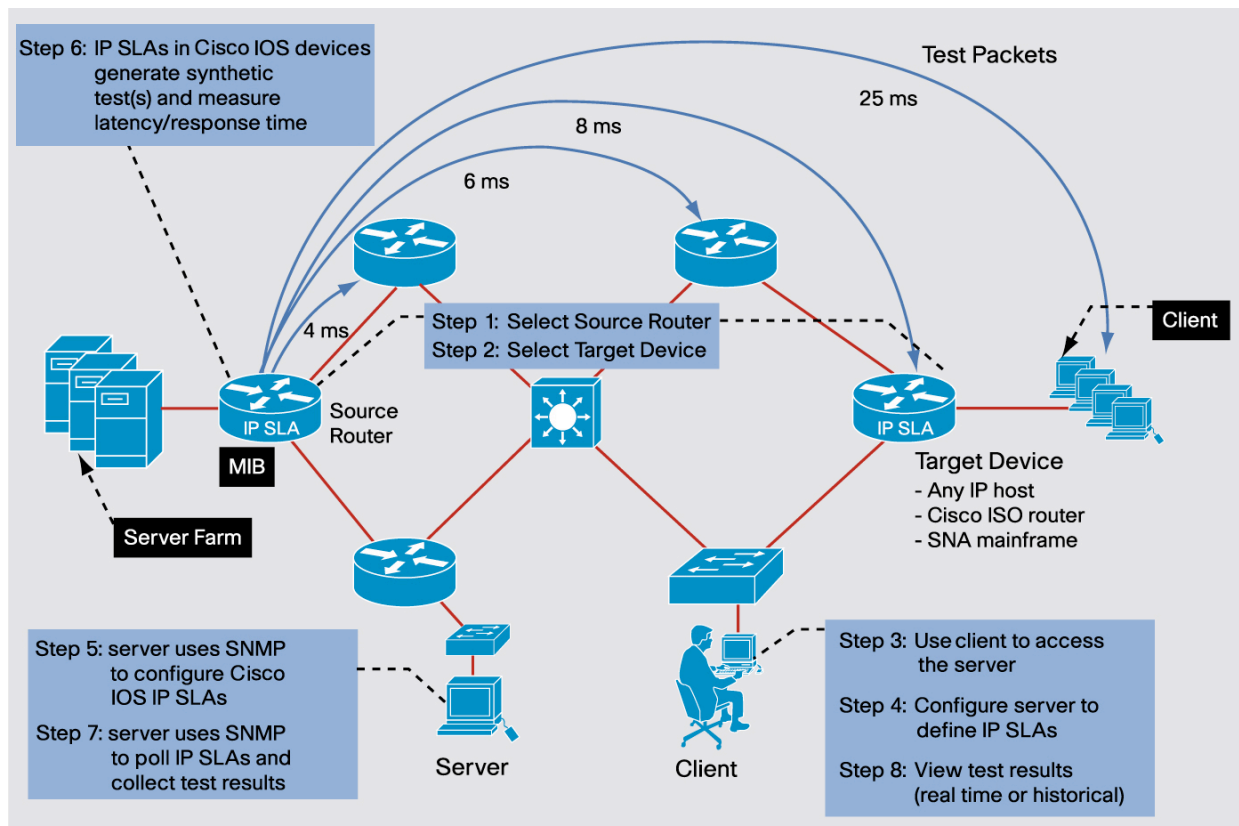 Step 6: IP SLAs in Cisco IOS devices
generate synthetic
test(s) and measure
latency/response time
Test Packets
25 ms
8 ms
6 ms
4 ms
Step 1: Select Source Router
Step 2: Select Target Device
Client
IP SLA
Source
Router
MIB
Server Farm
IP SLA
Target Device
- Any IP host
- Cisco ISO router
- SNA mainframe
Step 5: server uses SNMP
to configure Cisco
IOS IP SLAs
Step 7: server uses SNMP
to poll IP SLAs and
collect test results
Server
Client
Step 3: Use client to access
the server
Step 4: Configure server to
define IP SLAs
Step 8: View test results
(real time or historical)